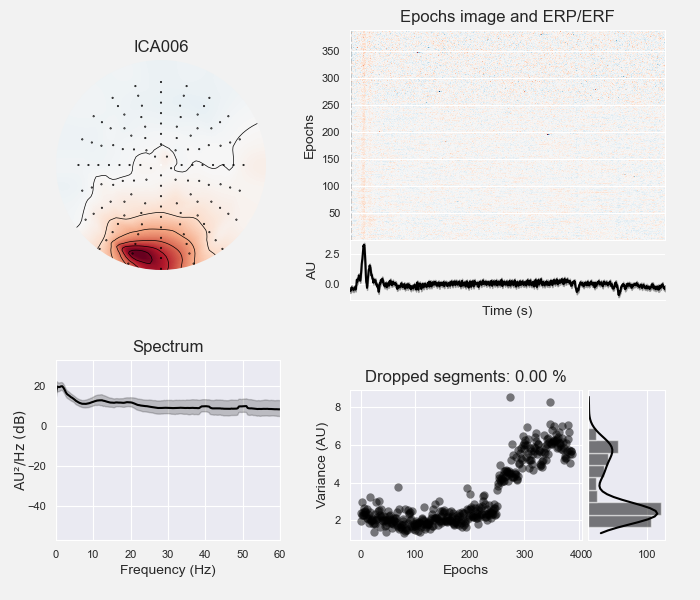 ICA006
Epochs image and ERP/ERF
Epochs
350
300
250
200
150
100
50
AU
2.5
0.0
Time (s)
Spectrum
AU²/Hz (dB)
20
0
−20
−40
0 10 20 30 40 50 60
Frequency (Hz)
Dropped segments: 0.00 %
Variance (AU)
8
6
4
2
0 100 200 300 400
Epochs
0 100